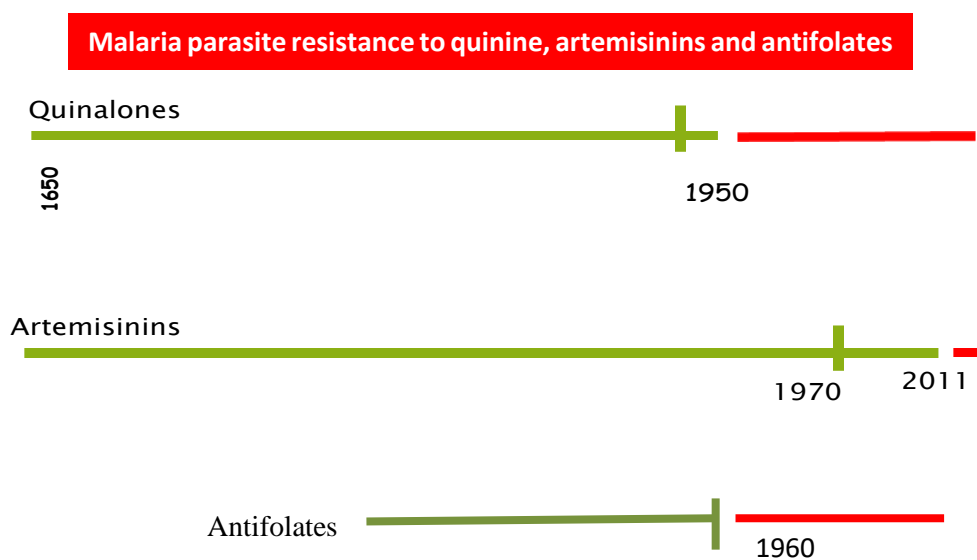 Malaria parasite resistance to quinine, artemisinins and antifolates
Quinalones
1650
1950
Artemisinins
1970
2011
Antifolates
1960